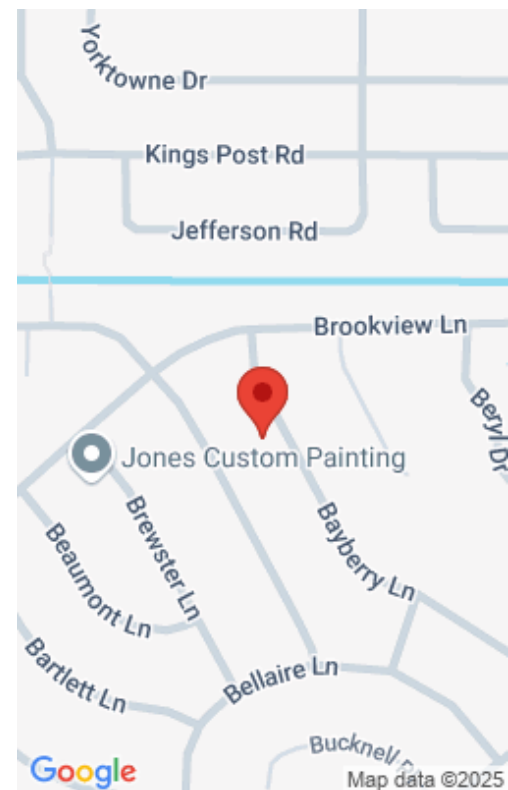 Yorktowne Dr
Kings Post Rd
Jefferson Rd
Brookview Ln
Beryl Dr
Jones Custom Painting
Bayberry Ln
Brewster Ln
Beaumont Ln
Bartlett Ln
Bellaire Ln
Bucknell
Google
Map data ©2025